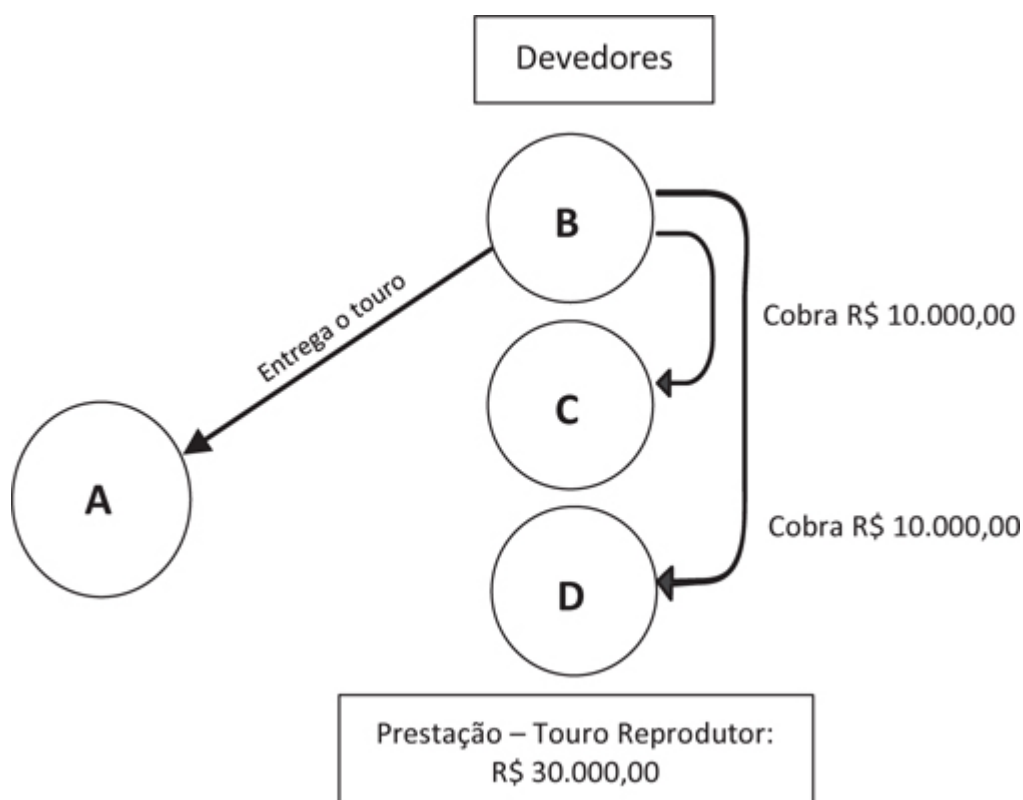 Devedores
B
Entrega o touro
Cobra R$ 10.000,00
C
A
Cobra R$ 10.000,00
D
Prestação – Touro Reprodutor:
R$ 30.000,00